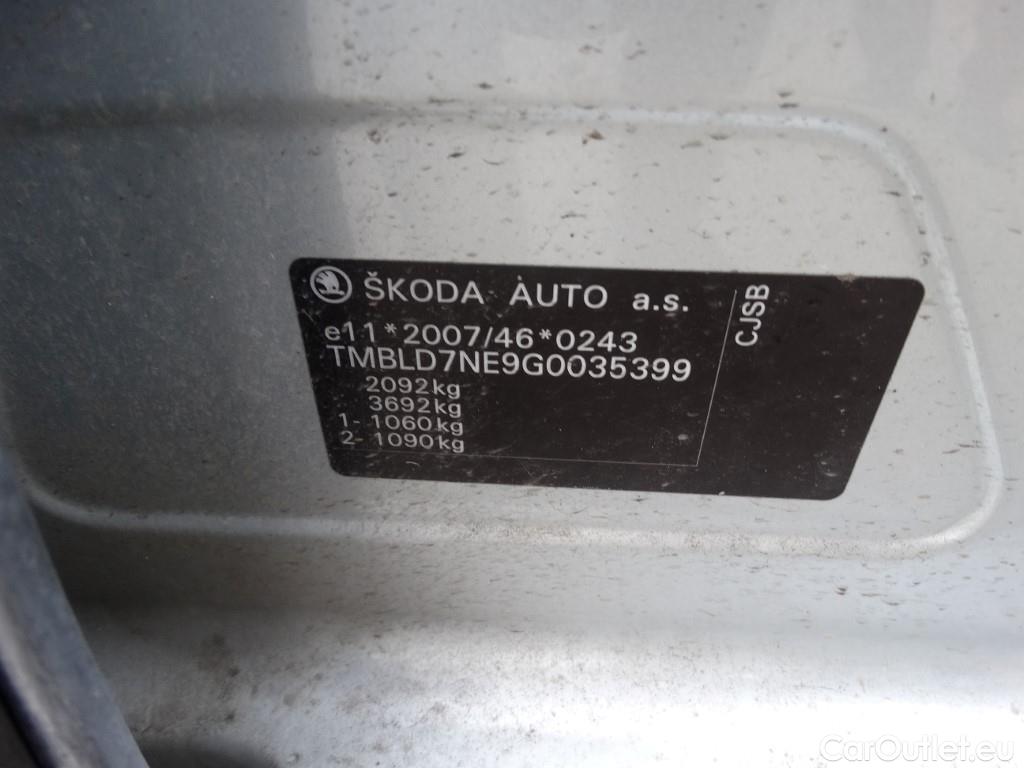 ŠKODA AUTO a.s.
e11*2007/46*0243
TMBLD7NE9G0035399
2092kg
3692kg
1- 1060kg
2- 1090kg
CJSB
CarOutlet.eu